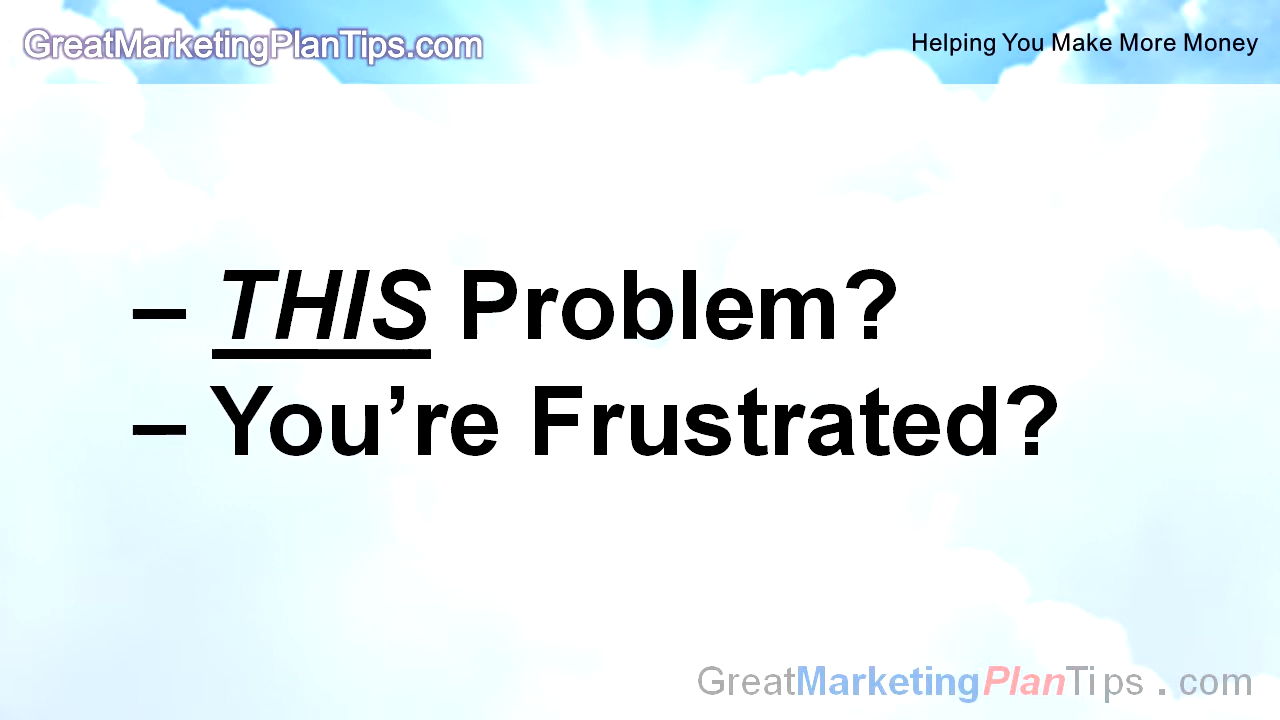 GreatMarketingPlanTips.com
Helping You Make More Money
– THIS Problem?
– You’re Frustrated?
GreatMarketingPlanTips . com